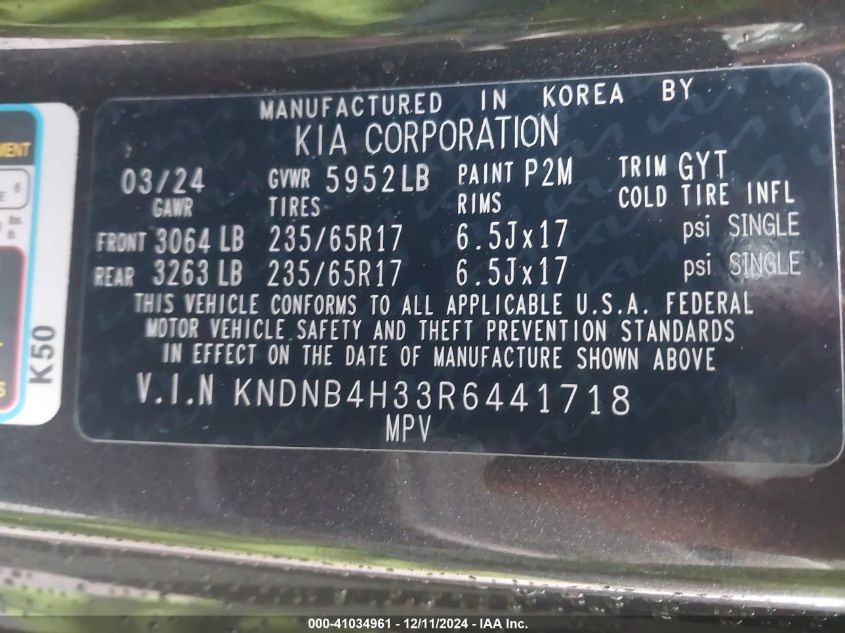 MANUFACTURED IN KOREA BY
KIA CORPORATION
03/24 GVWR 5952LB PAINT P2M TRIM GYT
GAWR TIRES RIMS COLD TIRE INFL
FRONT 3064 LB 235/65R17 6.5Jx17 psi SINGLE
REAR 3263 LB 235/65R17 6.5Jx17 psi SINGLE
THIS VEHICLE CONFORMS TO ALL APPLICABLE U.S.A. FEDERAL
MOTOR VEHICLE SAFETY AND THEFT PREVENTION STANDARDS
IN EFFECT ON THE DATE OF MANUFACTURE SHOWN ABOVE
V.I.N KNDNB4H33R6441718
MPV
K50
000-41034961 - 12/11/2024 - IAA Inc.